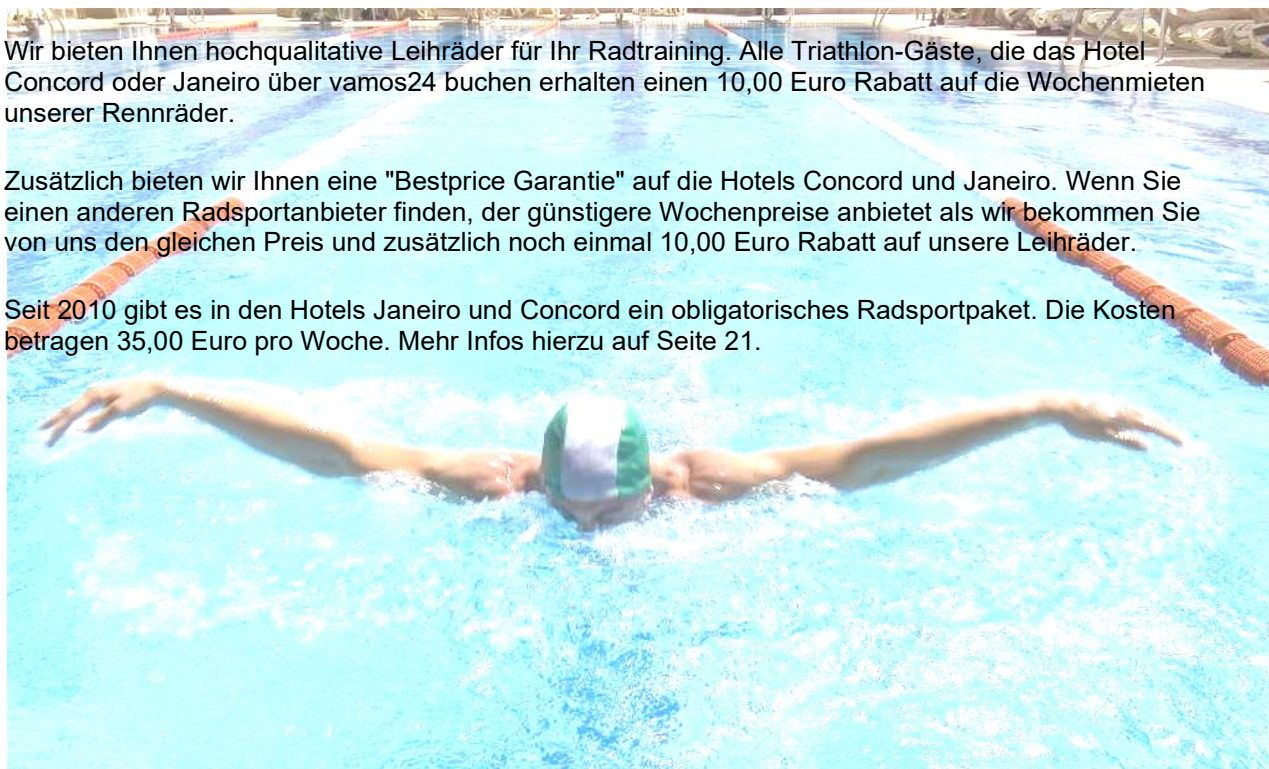 Wir bieten Ihnen hochqualitative Leihräder für Ihr Radtraining. Alle Triathlon-Gäste, die das Hotel
Concord oder Janeiro über vamos24 buchen erhalten einen 10,00 Euro Rabatt auf die Wochenmieten
unserer Rennräder.
Zusätzlich bieten wir Ihnen eine "Bestprice Garantie" auf die Hotels Concord und Janeiro. Wenn Sie
einen anderen Radsportanbieter finden, der günstigere Wochenpreise anbietet als wir bekommen Sie
von uns den gleichen Preis und zusätzlich noch einmal 10,00 Euro Rabatt auf unsere Leihräder.
Seit 2010 gibt es in den Hotels Janeiro und Concord ein obligatorisches Radsportpaket. Die Kosten
betragen 35,00 Euro pro Woche. Mehr Infos hierzu auf Seite 21.